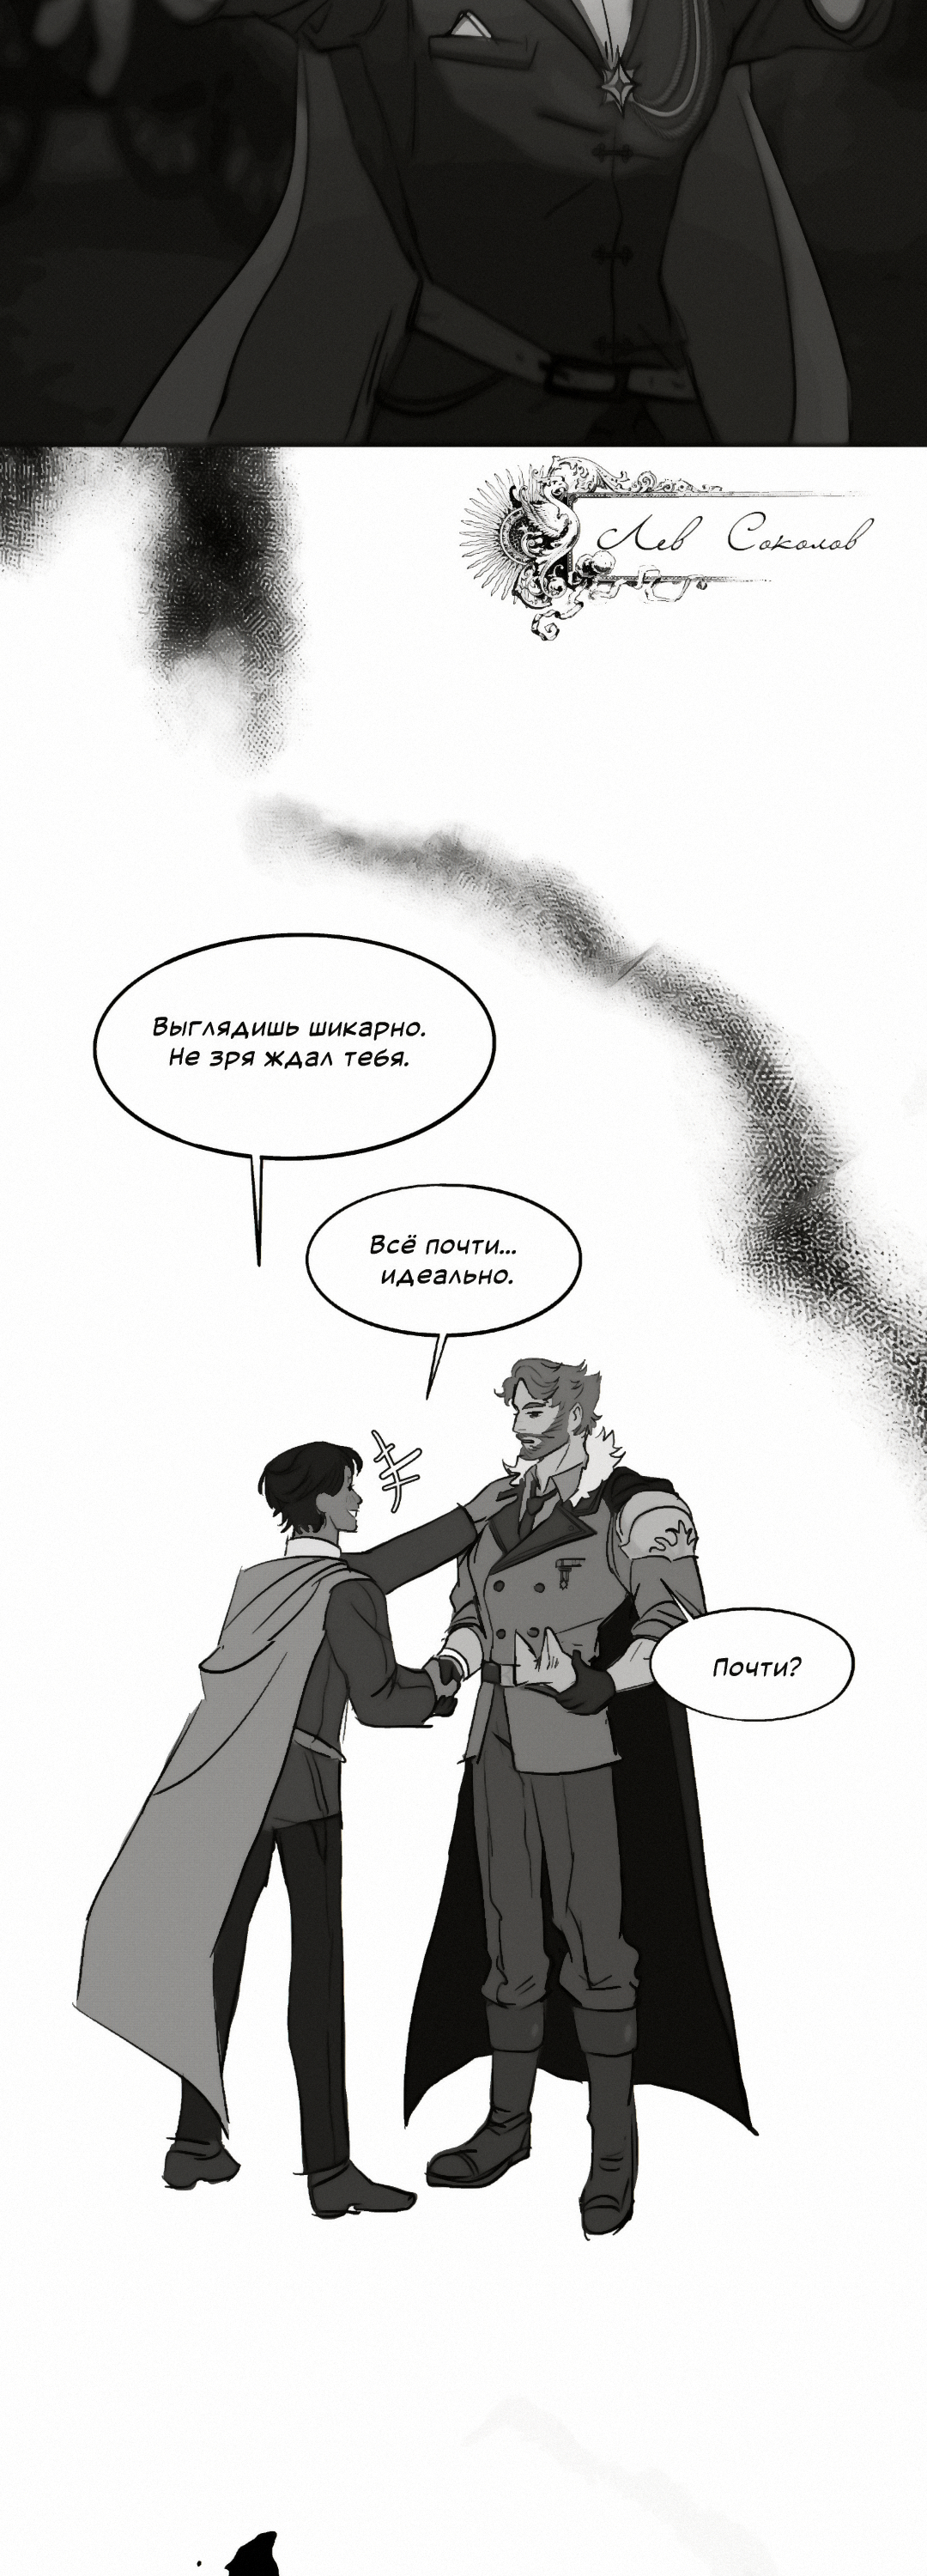 Лев Соколов
Выглядишь шикарно.
Не зря ждал тебя.
Всё почти...
идеально.
Почти?